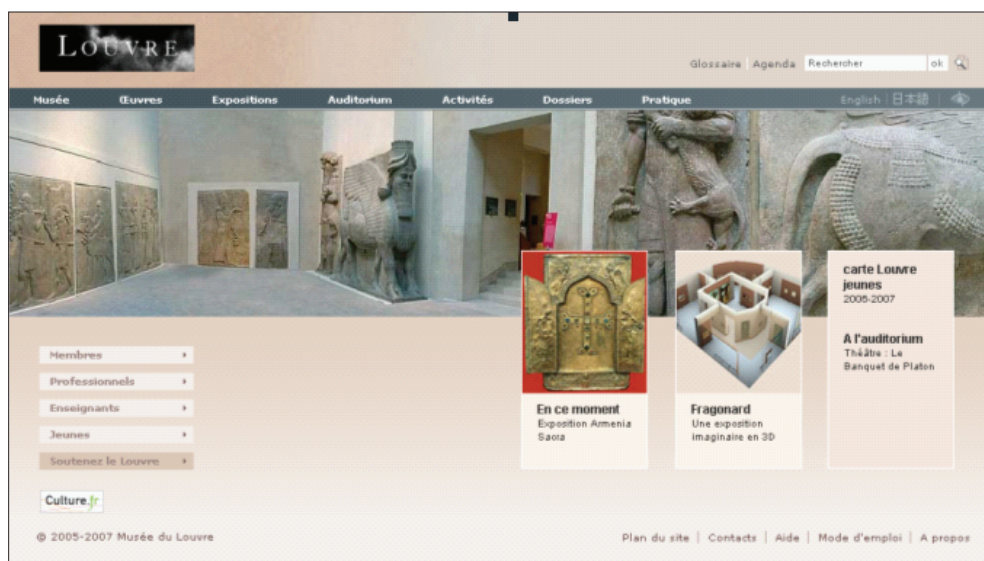 LOUVRE
Glossaire | Agenda Rechercher ok
Musée Œuvres Expositions Auditorium Activités Dossiers Pratique English | 日本語 |
carte Louvre
jeunes
2005-2007
A l'auditorium
Théâtre : Le
Banquet de Platon
Membres
Professionnels
Enseignants
Jeunes
Soutenez le Louvre
En ce moment
Exposition Armenia
Sacra
Fragonard
Une exposition
imaginaire en 3D
Culture.fr
© 2005-2007 Musée du Louvre
Plan du site | Contacts | Aide | Mode d'emploi | A propos